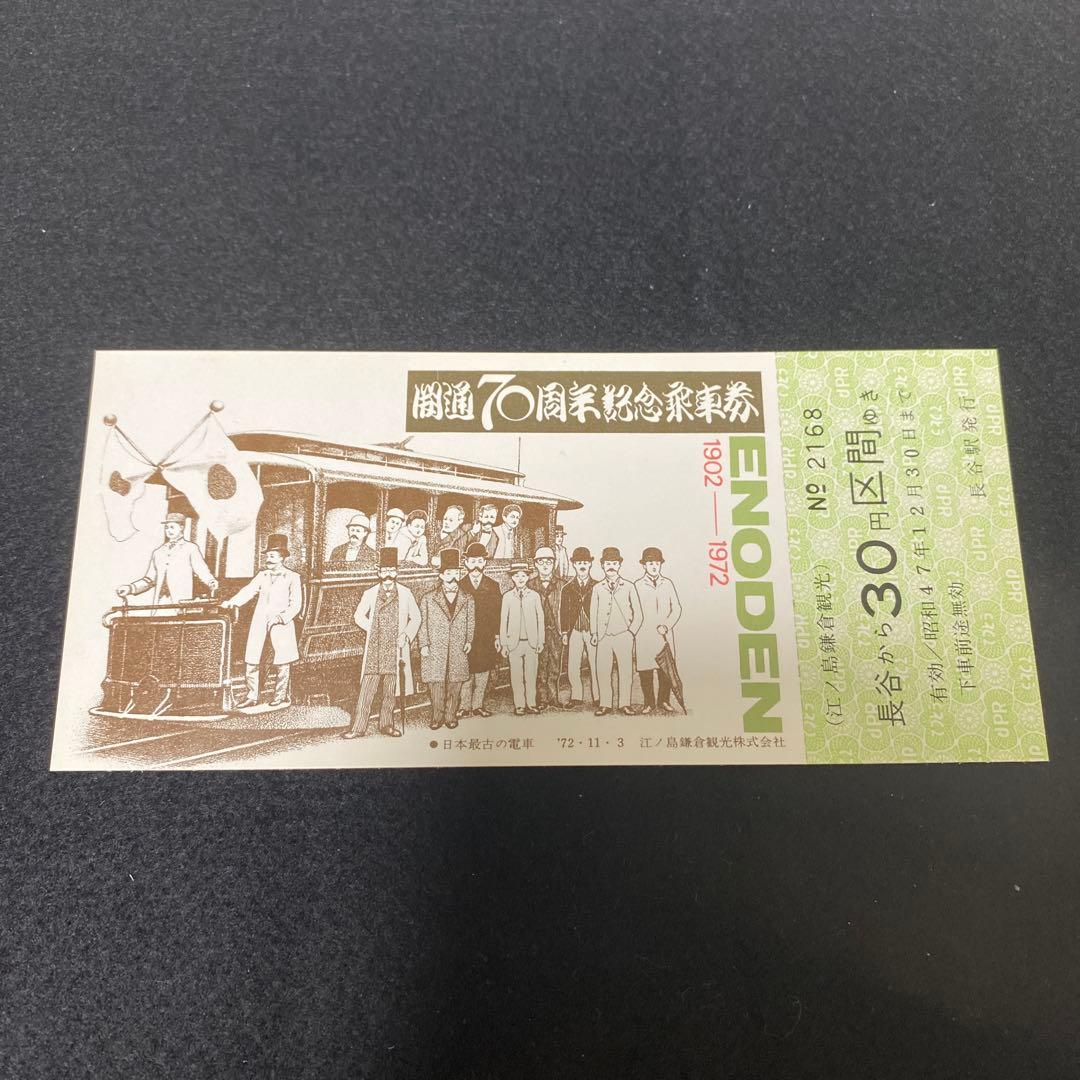 開通70周年記念乗車券
ENODEN
1902——1972
●日本最古の電車 '72・11・3 江ノ島鎌倉観光株式会社
№ 2168
(江ノ島鎌倉観光)
長谷から30円区間ゆき
有効／昭和47年12月30日まで
下車前途無効 長谷駅発行